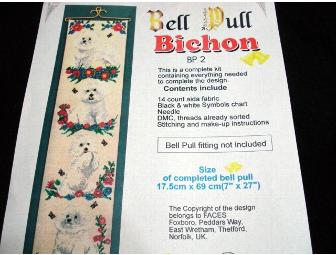 Bell Pull
Bichon
BP 2
This is a complete kit
containing everything needed
to complete the design.
Contents include
14 count aida fabric
Black & white Symbols chart
Needle
DMC, threads already sorted
Stitching and make-up instructions
Bell Pull fitting not included
Size
of completed bell pull
17.5cm x 69 cm(7" x 27")
The Copyright of the design
belongs to FACES
Foxboro, Peddars Way,
East Wretham, Thetford,
Norfolk, UK.